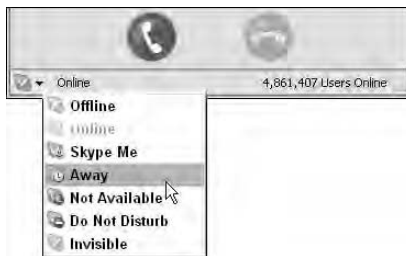 Online 4,861,407 Users Online
Offline
Online
Skype Me
Away
Not Available
Do Not Disturb
Invisible